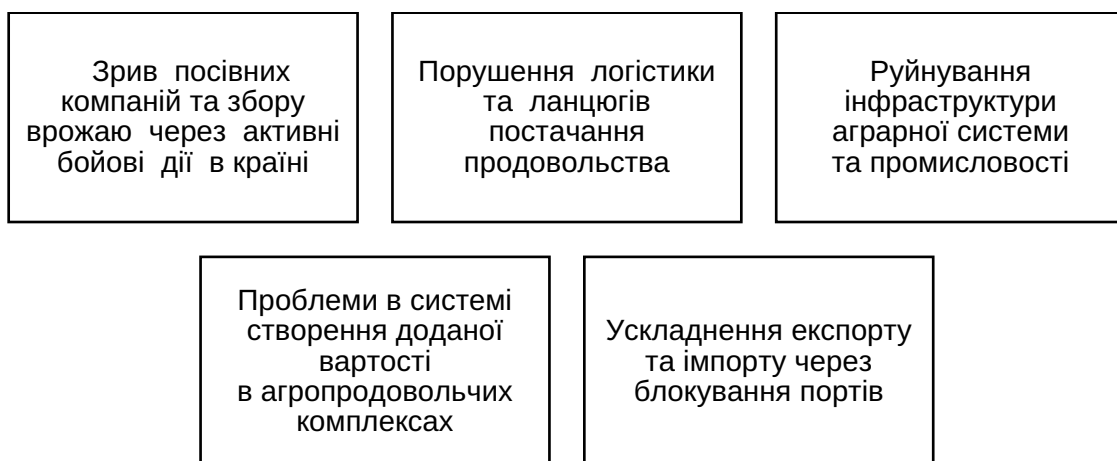 Зрив посівних
компаній та збору
врожаю через активні
бойові дії в країні
Порушення логістики
та ланцюгів
постачання
продовольства
Руйнування
інфраструктури
аграрної системи
та промисловості
Проблеми в системі
створення доданої
вартості
в агропродовольчих
комплексах
Ускладнення експорту
та імпорту через
блокування портів